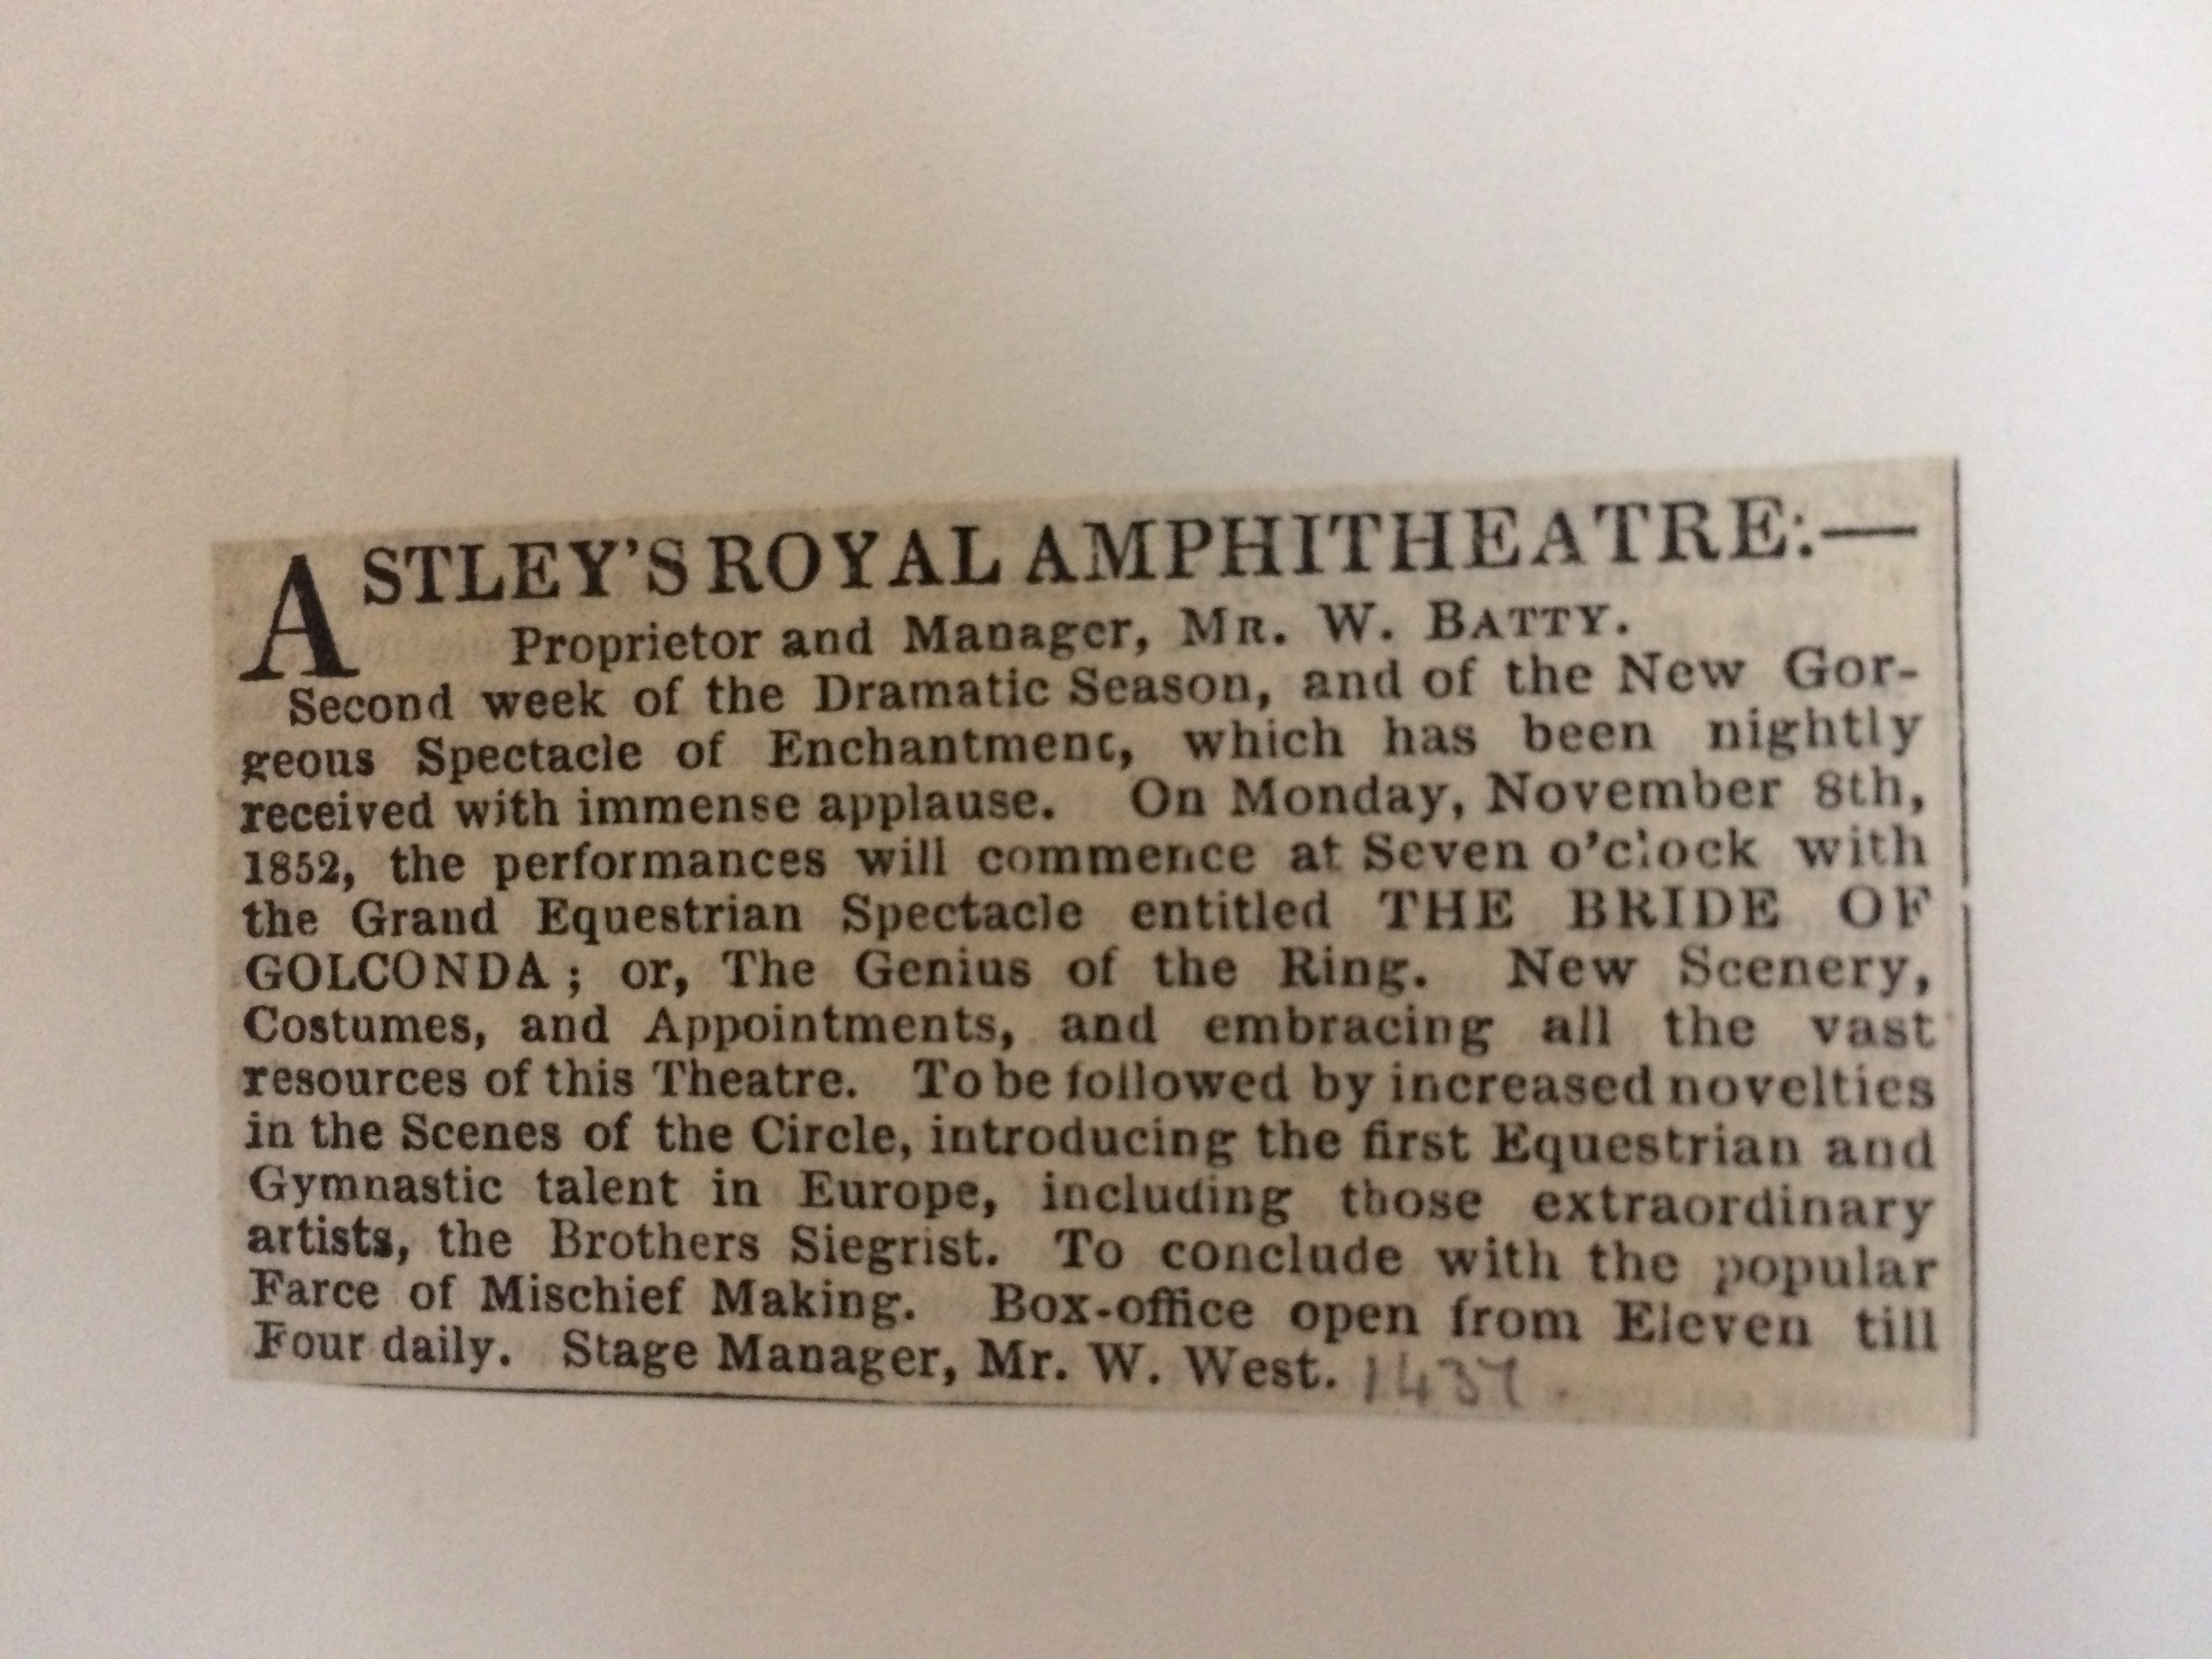 ASTLEY'S ROYAL AMPHITHEATRE:—
Proprietor and Manager, MR. W. BATTY.
Second week of the Dramatic Season, and of the New Gor-
geous Spectacle of Enchantment, which has been nightly
received with immense applause. On Monday, November 8th,
1852, the performances will commence at Seven o'clock with
the Grand Equestrian Spectacle entitled THE BRIDE OF
GOLCONDA; or, The Genius of the Ring. New Scenery,
Costumes, and Appointments, and embracing all the vast
resources of this Theatre. To be followed by increased novelties
in the Scenes of the Circle, introducing the first Equestrian and
Gymnastic talent in Europe, including those extraordinary
artists, the Brothers Siegrist. To conclude with the popular
Farce of Mischief Making. Box-office open from Eleven till
Four daily. Stage Manager, Mr. W. West. 1437.